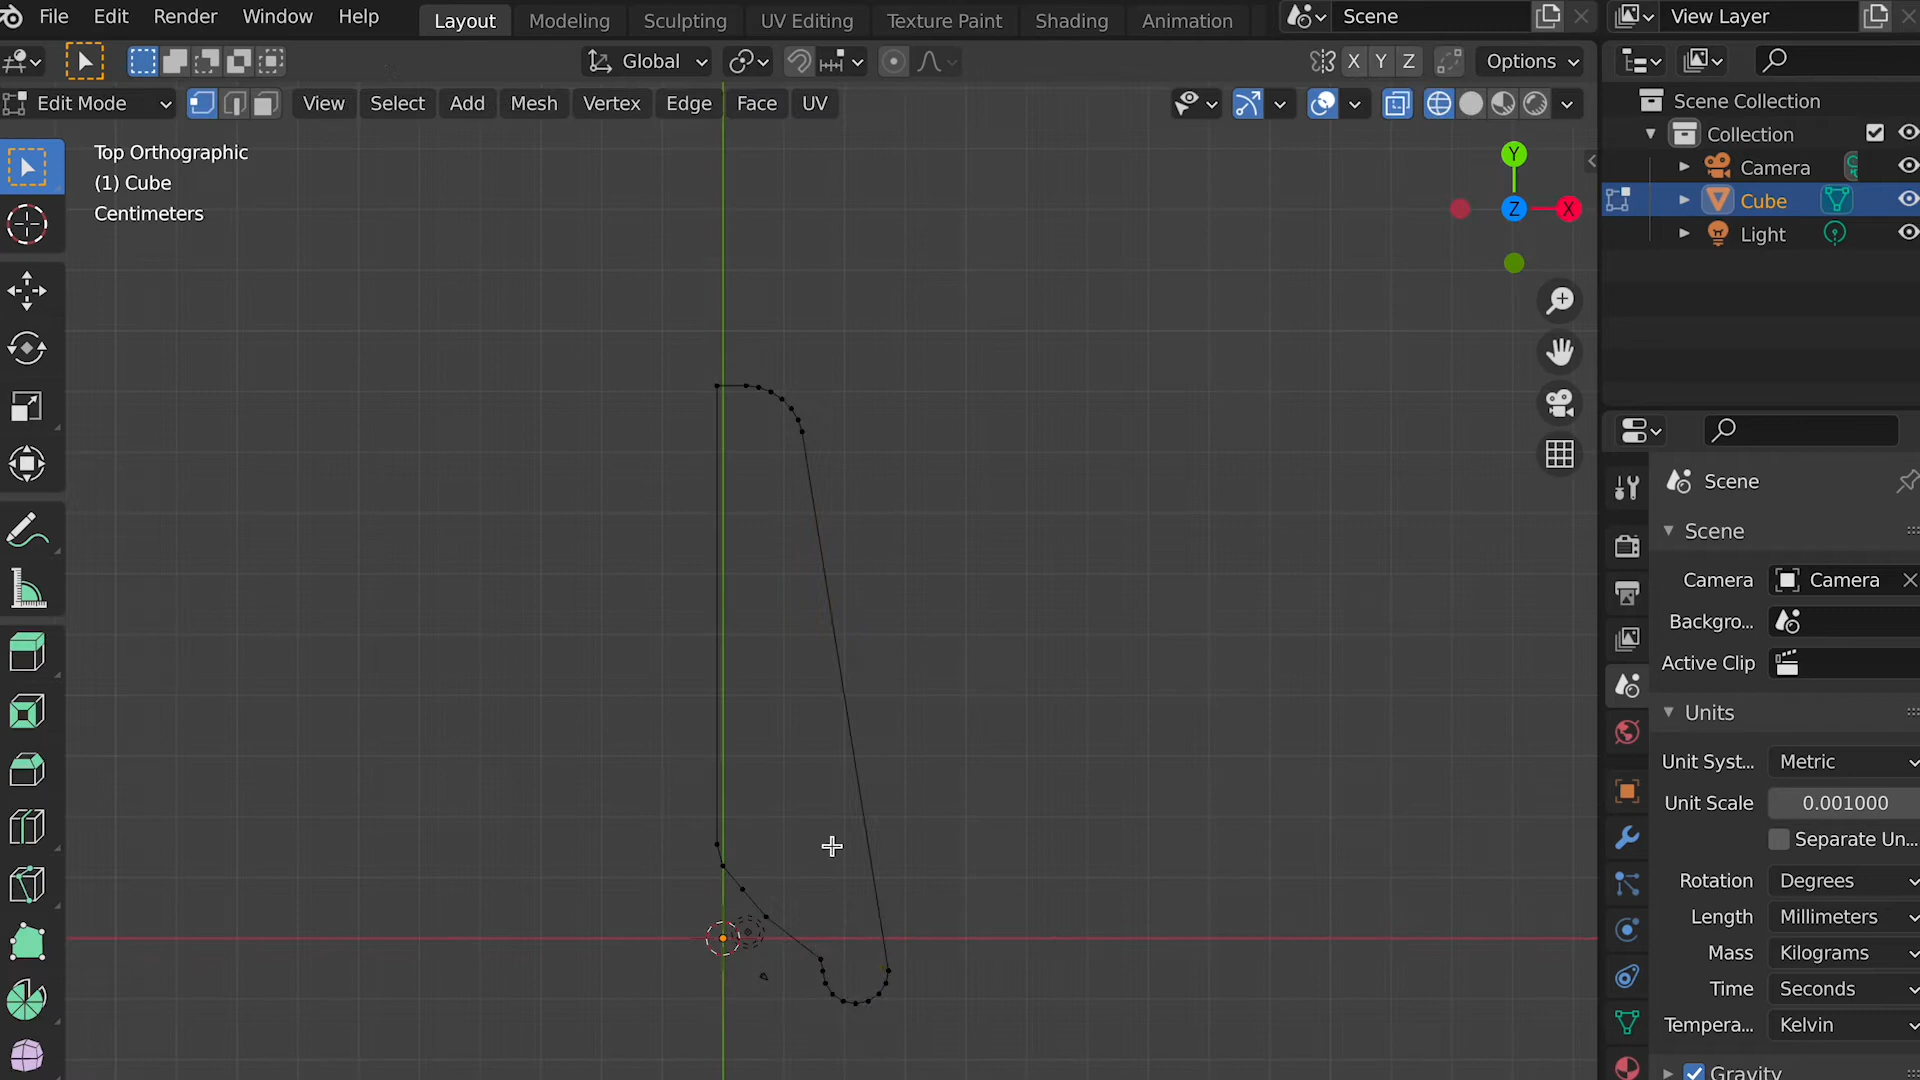 File Edit Render Window Help Layout Modeling Sculpting UV Editing Texture Paint Shading Animation Scene View Layer
Global X Y Z Options
Edit Mode View Select Add Mesh Vertex Edge Face UV
Top Orthographic
(1) Cube
Centimeters
Y
Z X
Scene Collection
Collection
Camera
Cube
Light
Scene
Scene
Camera Camera
Backgro...
Active Clip
Units
Unit Syst... Metric
Unit Scale 0.001000
Separate Un...
Rotation Degrees
Length Millimeters
Mass Kilograms
Time Seconds
Tempera... Kelvin
Gravity